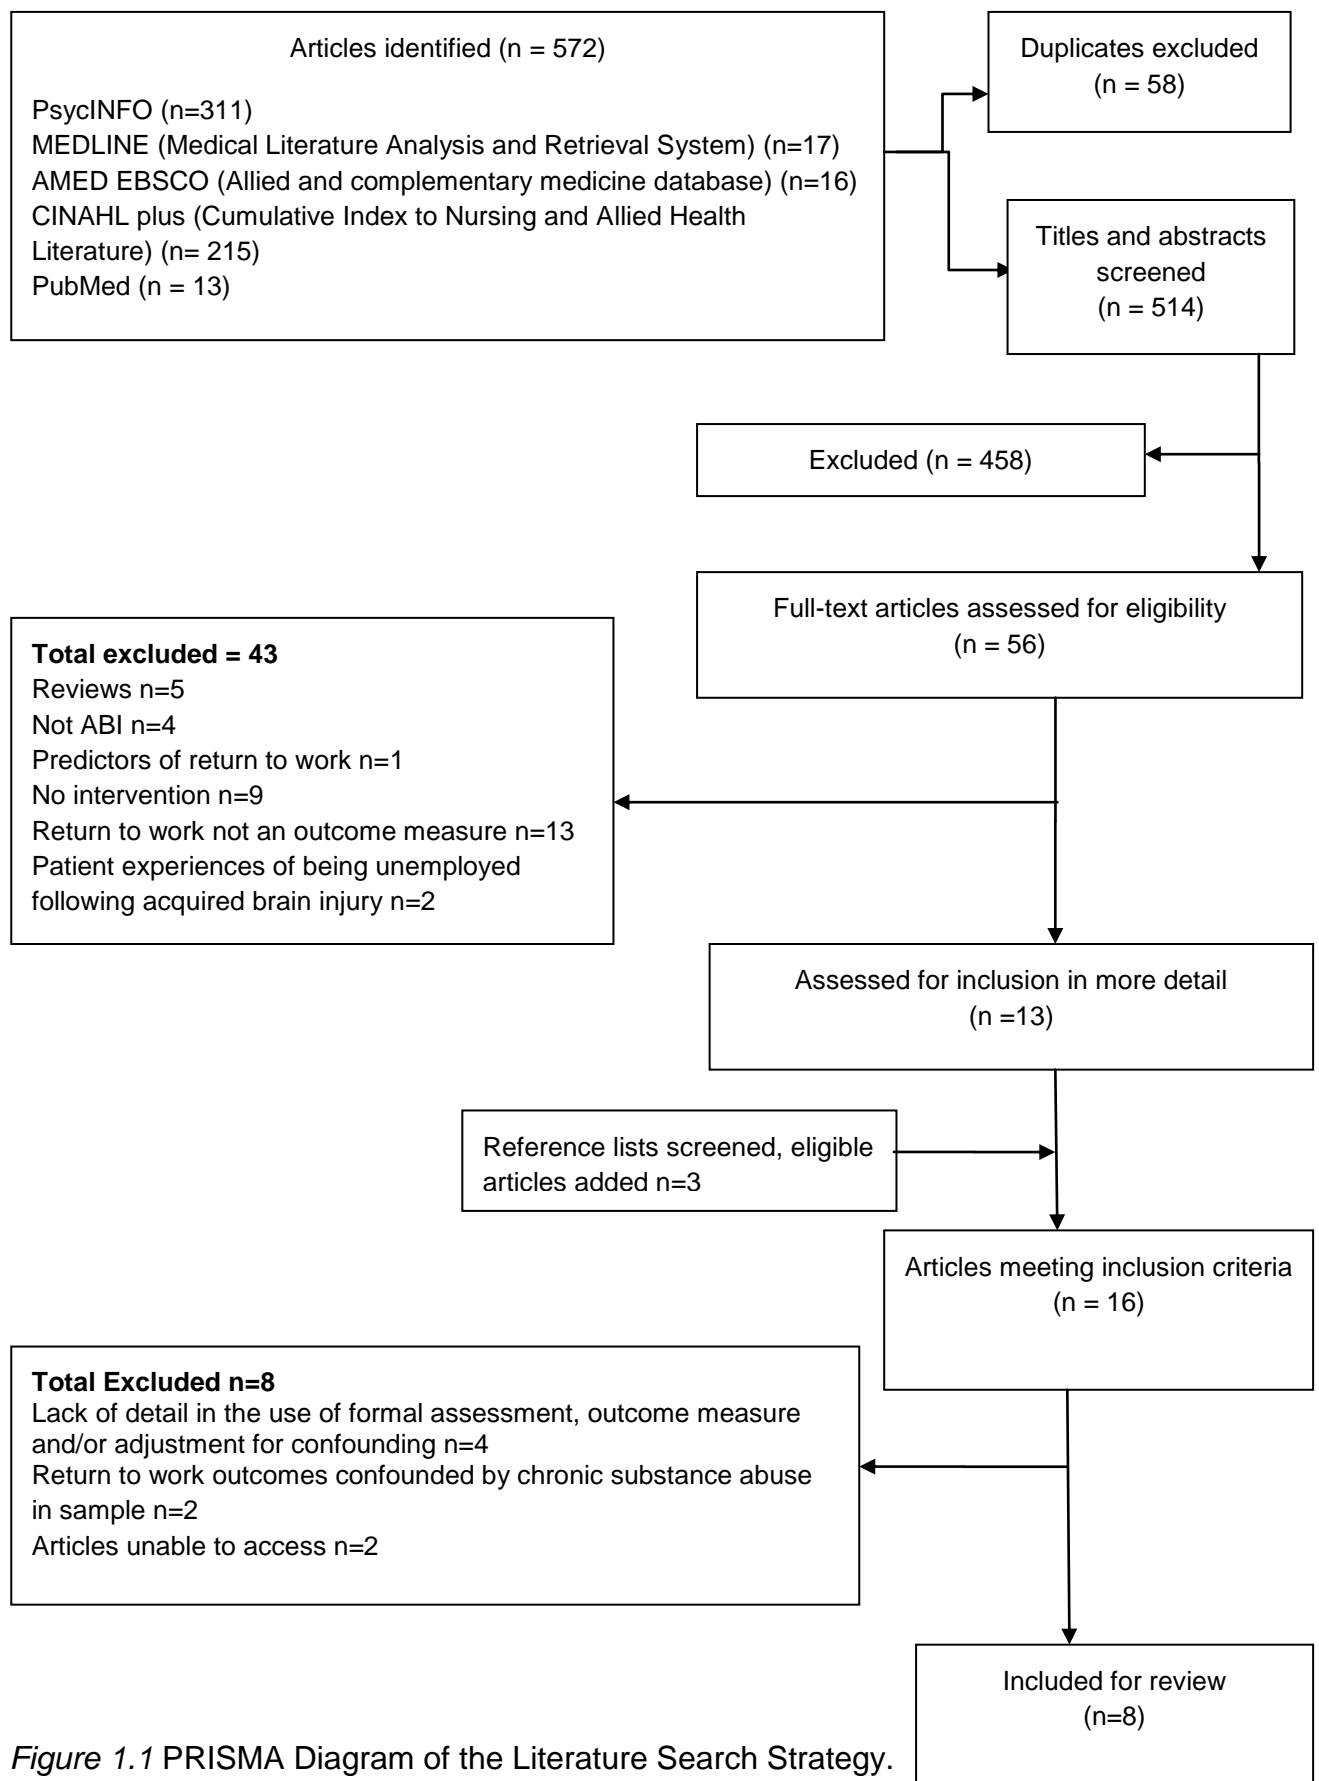 Articles identified (n = 572)
PsycINFO (n=311)
MEDLINE (Medical Literature Analysis and Retrieval System) (n=17)
AMED EBSCO (Allied and complementary medicine database) (n=16)
CINAHL plus (Cumulative Index to Nursing and Allied Health
Literature) (n= 215)
PubMed (n = 13)
Duplicates excluded
(n = 58)
Titles and abstracts
screened
(n = 514)
Excluded (n = 458)
Full-text articles assessed for eligibility
(n = 56)
Total excluded = 43
Reviews n=5
Not ABI n=4
Predictors of return to work n=1
No intervention n=9
Return to work not an outcome measure n=13
Patient experiences of being unemployed
following acquired brain injury n=2
Assessed for inclusion in more detail
(n =13)
Reference lists screened, eligible
articles added n=3
Articles meeting inclusion criteria
(n = 16)
Total Excluded n=8
Lack of detail in the use of formal assessment, outcome measure
and/or adjustment for confounding n=4
Return to work outcomes confounded by chronic substance abuse
in sample n=2
Articles unable to access n=2
Included for review
(n=8)
Figure 1.1 PRISMA Diagram of the Literature Search Strategy.